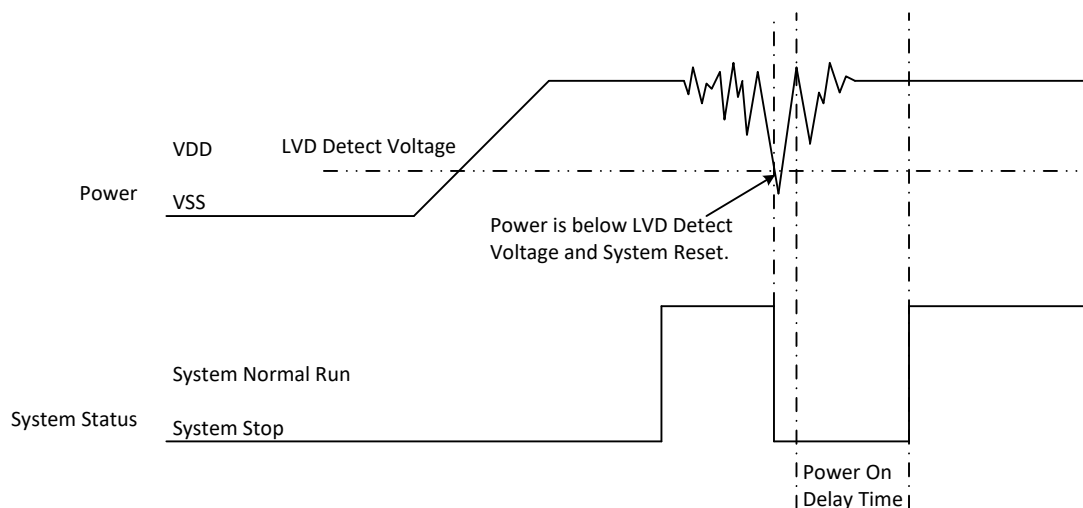 VDD
LVD Detect Voltage
Power
VSS
Power is below LVD Detect
Voltage and System Reset.
System Normal Run
System Status
System Stop
Power On
Delay Time